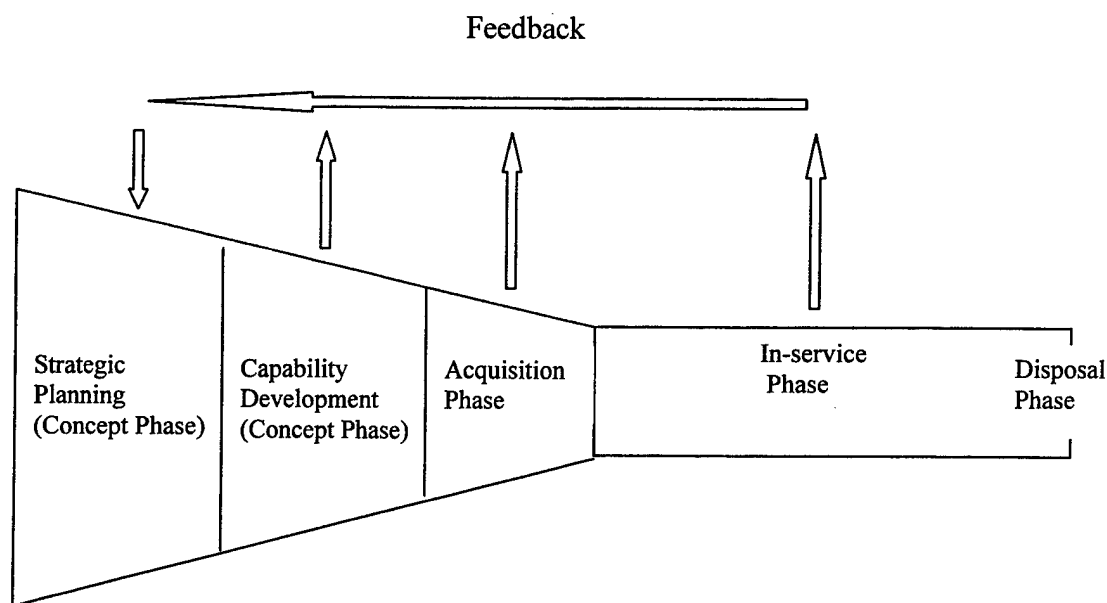 Feedback
Strategic
Planning
(Concept Phase)
Capability
Development
(Concept Phase)
Acquisition
Phase
In-service
Phase
Disposal
Phase